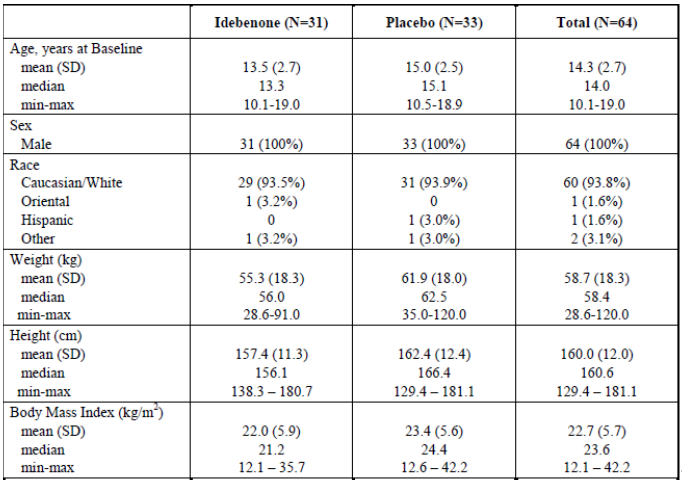 Idebenone (N=31) Placebo (N=33) Total (N=64)
Age, years at Baseline
mean (SD) 13.5 (2.7) 15.0 (2.5) 14.3 (2.7)
median 13.3 15.1 14.0
min-max 10.1-19.0 10.5-18.9 10.1-19.0
Sex
Male 31 (100%) 33 (100%) 64 (100%)
Race
Caucasian/White 29 (93.5%) 31 (93.9%) 60 (93.8%)
Oriental 1 (3.2%) 0 1 (1.6%)
Hispanic 0 1 (3.0%) 1 (1.6%)
Other 1 (3.2%) 1 (3.0%) 2 (3.1%)
Weight (kg)
mean (SD) 55.3 (18.3) 61.9 (18.0) 58.7 (18.3)
median 56.0 62.5 58.4
min-max 28.6-91.0 35.0-120.0 28.6-120.0
Height (cm)
mean (SD) 157.4 (11.3) 162.4 (12.4) 160.0 (12.0)
median 156.1 166.4 160.6
min-max 138.3 – 180.7 129.4 – 181.1 129.4 – 181.1
Body Mass Index (kg/m²)
mean (SD) 22.0 (5.9) 23.4 (5.6) 22.7 (5.7)
median 21.2 24.4 23.6
min-max 12.1 – 35.7 12.6 – 42.2 12.1 – 42.2